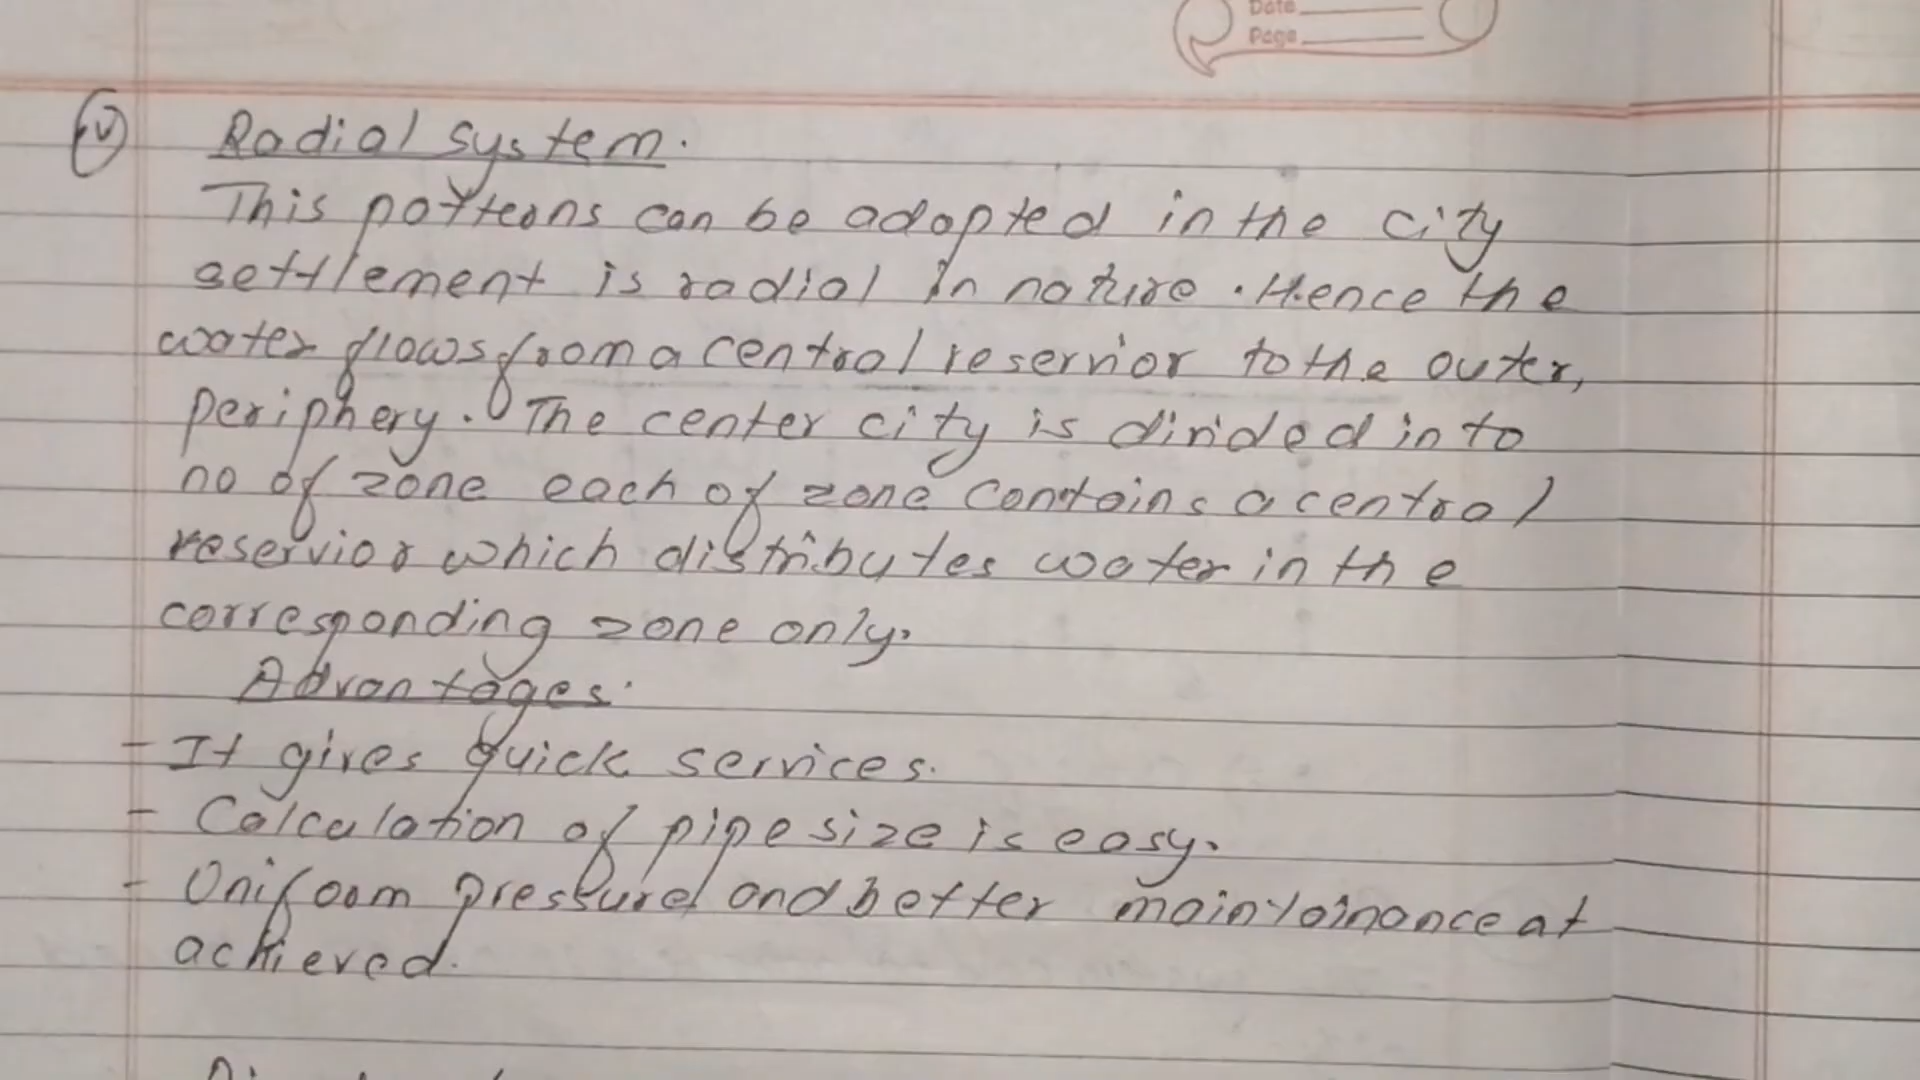 Date
Page
(iv) Radial system.
This patterns can be adopted in the city
settlement is radial in nature. Hence the
water flows from a central reservior to the outer,
periphery. The center city is divided into
no of zone each of zone contains a central
reservior which distributes water in the
corresponding zone only.
Advantages:
- It gives quick services.
- Calculation of pipe size is easy.
- Uniform pressure and better maintainance at
achieved.